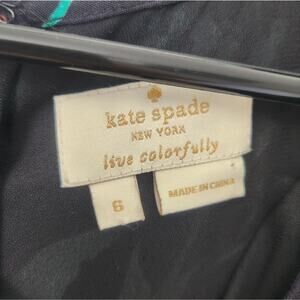 kate spade
NEW YORK
live colorfully
6
MADE IN CHINA